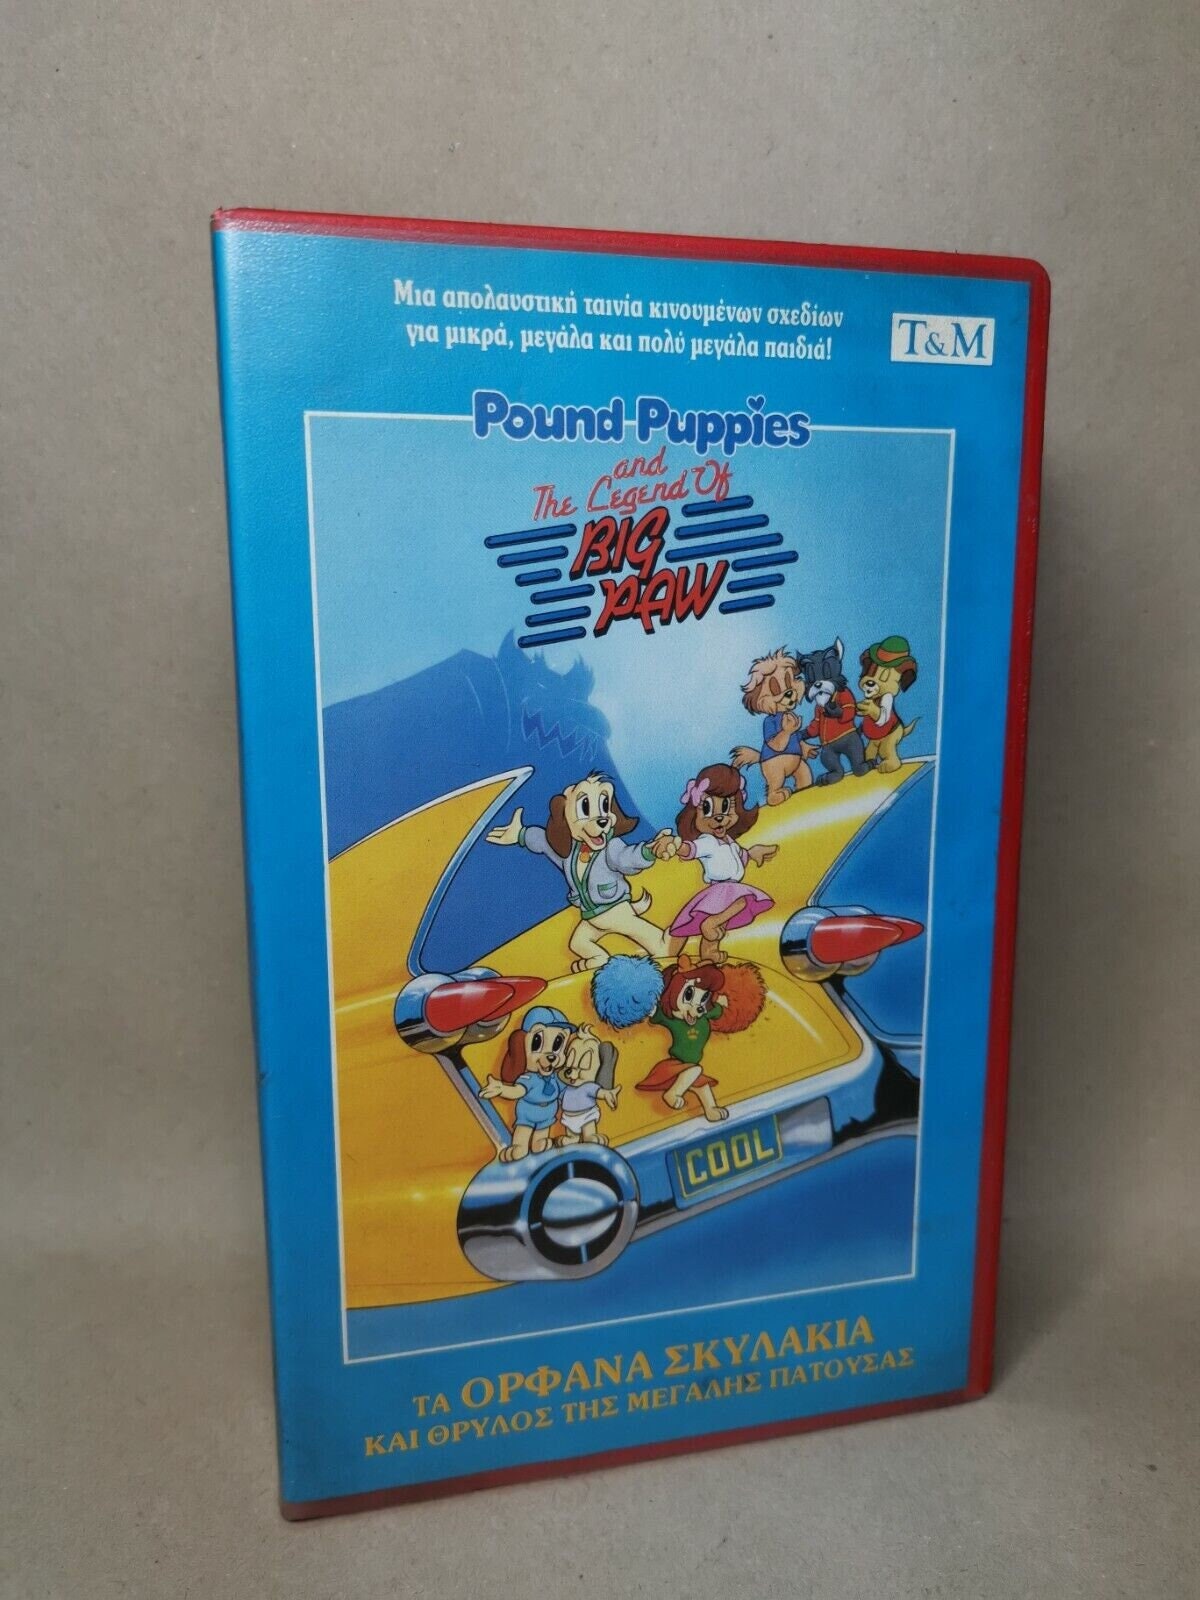 Μια απολαυστική ταινία κινουμένων σχεδίων
για μικρά, μεγάλα και πολύ μεγάλα παιδιά!
T&M
Pound Puppies
and
The Legend Of
BIG
PAW
COOL
ΤΑ ΟΡΦΑΝΑ ΣΚΥΛΑΚΙΑ
ΚΑΙ ΘΡΥΛΟΣ ΤΗΣ ΜΕΓΑΛΗΣ ΠΑΤΟΥΣΑΣ